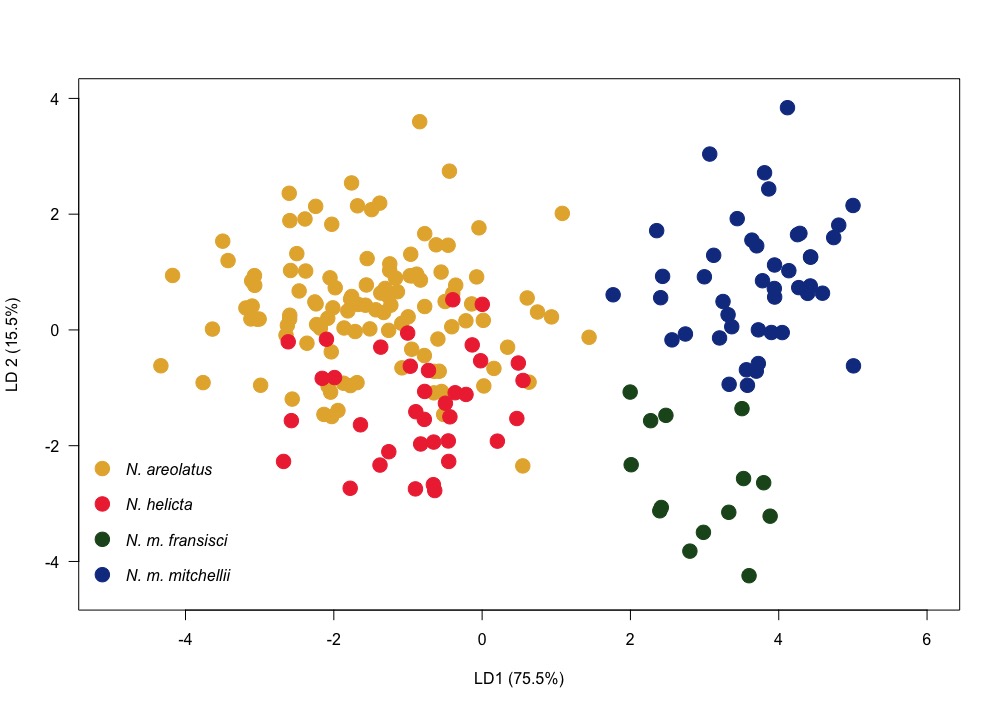 4
2
0
-2
-4
LD 2 (15.5%)
N. areolatus
N. helicta
N. m. fransisci
N. m. mitchellii
-4 -2 0 2 4 6
LD1 (75.5%)